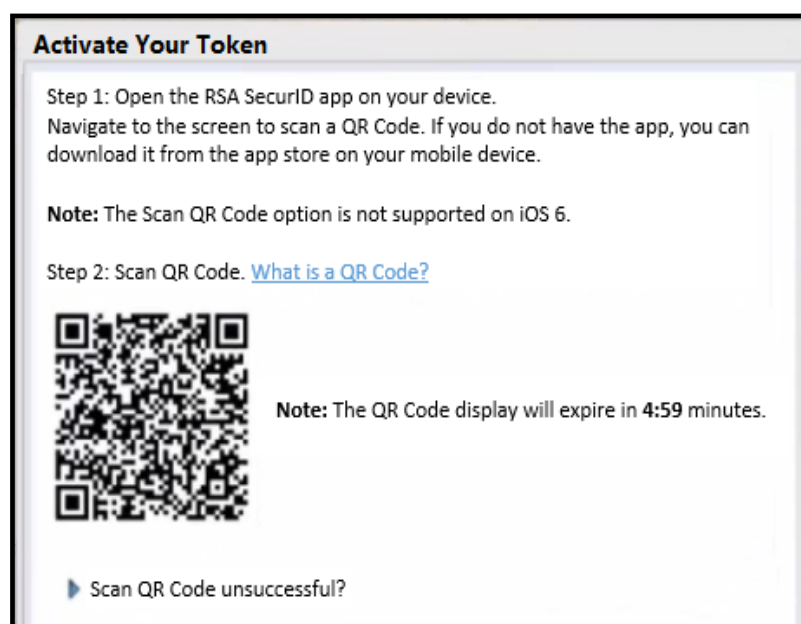 Activate Your Token
Step 1: Open the RSA SecurID app on your device.
Navigate to the screen to scan a QR Code. If you do not have the app, you can
download it from the app store on your mobile device.
Note: The Scan QR Code option is not supported on iOS 6.
Step 2: Scan QR Code. What is a QR Code?
Note: The QR Code display will expire in 4:59 minutes.
Scan QR Code unsuccessful?